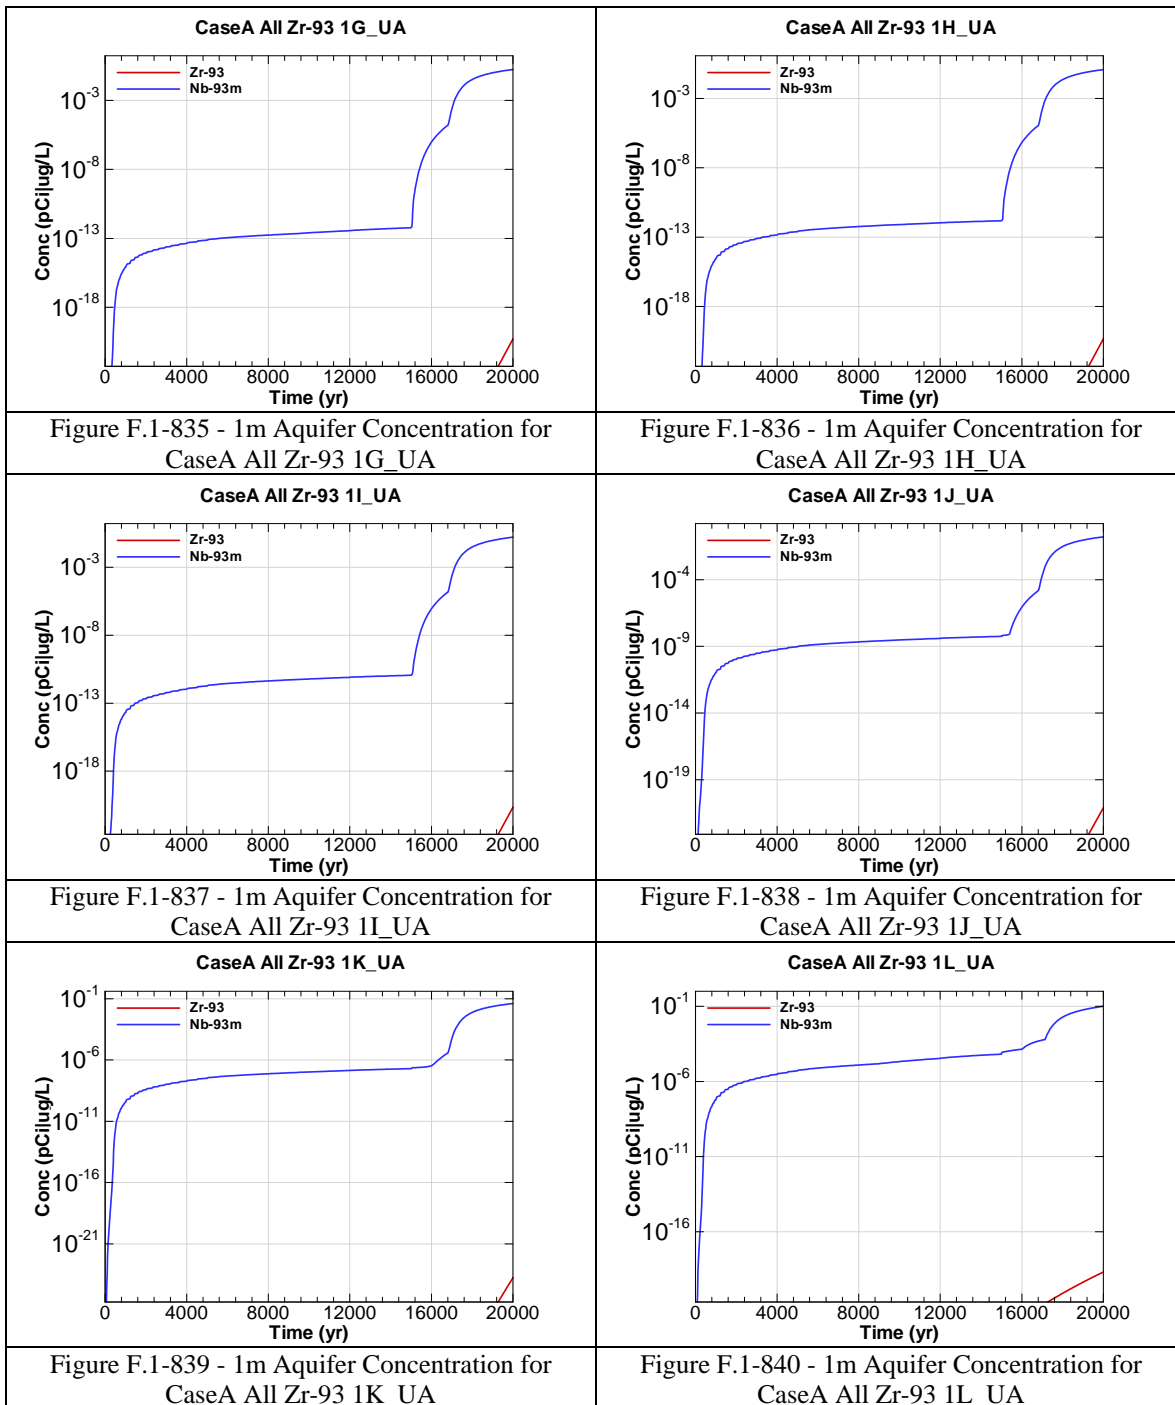 CaseA All Zr-93 1G_UA
Zr-93
Nb-93m
10-3
10-8
10-13
10-18
Conc (pCi|ug/L)
0 4000 8000 12000 16000 20000
Time (yr)
Figure F.1-835 - 1m Aquifer Concentration for
CaseA All Zr-93 1G_UA
CaseA All Zr-93 1H_UA
Zr-93
Nb-93m
10-3
10-8
10-13
10-18
Conc (pCi|ug/L)
0 4000 8000 12000 16000 20000
Time (yr)
Figure F.1-836 - 1m Aquifer Concentration for
CaseA All Zr-93 1H_UA
CaseA All Zr-93 1I_UA
Zr-93
Nb-93m
10-3
10-8
10-13
10-18
Conc (pCi|ug/L)
0 4000 8000 12000 16000 20000
Time (yr)
Figure F.1-837 - 1m Aquifer Concentration for
CaseA All Zr-93 1I_UA
CaseA All Zr-93 1J_UA
Zr-93
Nb-93m
10-4
10-9
10-14
10-19
Conc (pCi|ug/L)
0 4000 8000 12000 16000 20000
Time (yr)
Figure F.1-838 - 1m Aquifer Concentration for
CaseA All Zr-93 1J_UA
CaseA All Zr-93 1K_UA
Zr-93
Nb-93m
10-1
10-6
10-11
10-16
10-21
Conc (pCi|ug/L)
0 4000 8000 12000 16000 20000
Time (yr)
Figure F.1-839 - 1m Aquifer Concentration for
CaseA All Zr-93 1K_UA
CaseA All Zr-93 1L_UA
Zr-93
Nb-93m
10-1
10-6
10-11
10-16
Conc (pCi|ug/L)
0 4000 8000 12000 16000 20000
Time (yr)
Figure F.1-840 - 1m Aquifer Concentration for
CaseA All Zr-93 1L_UA